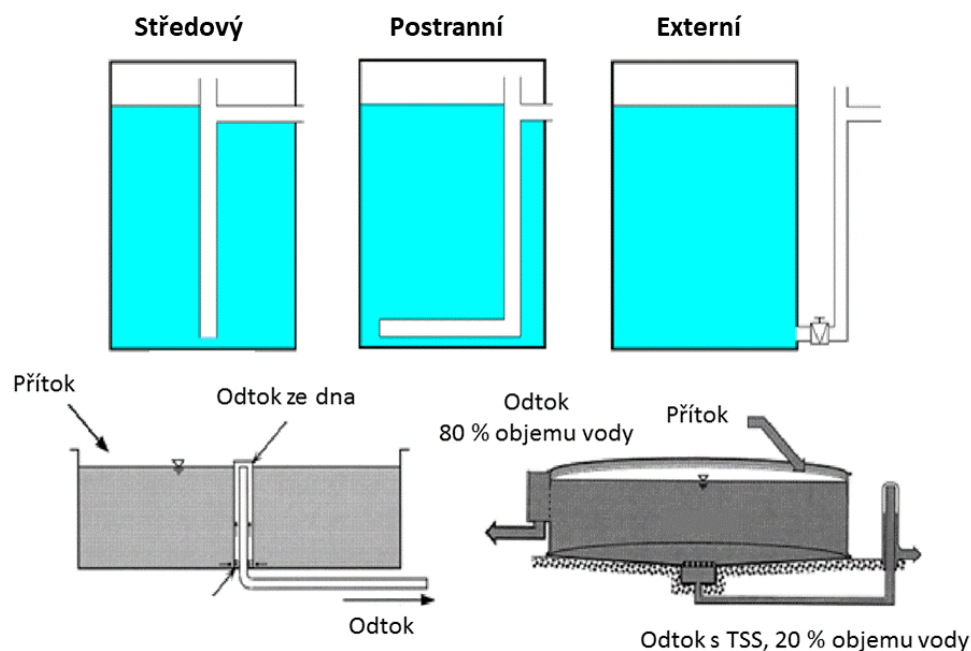 Středový
Postranní
Externí
Přítok
Odtok ze dna
Odtok
Odtok
80 % objemu vody
Přítok
Odtok s TSS, 20 % objemu vody